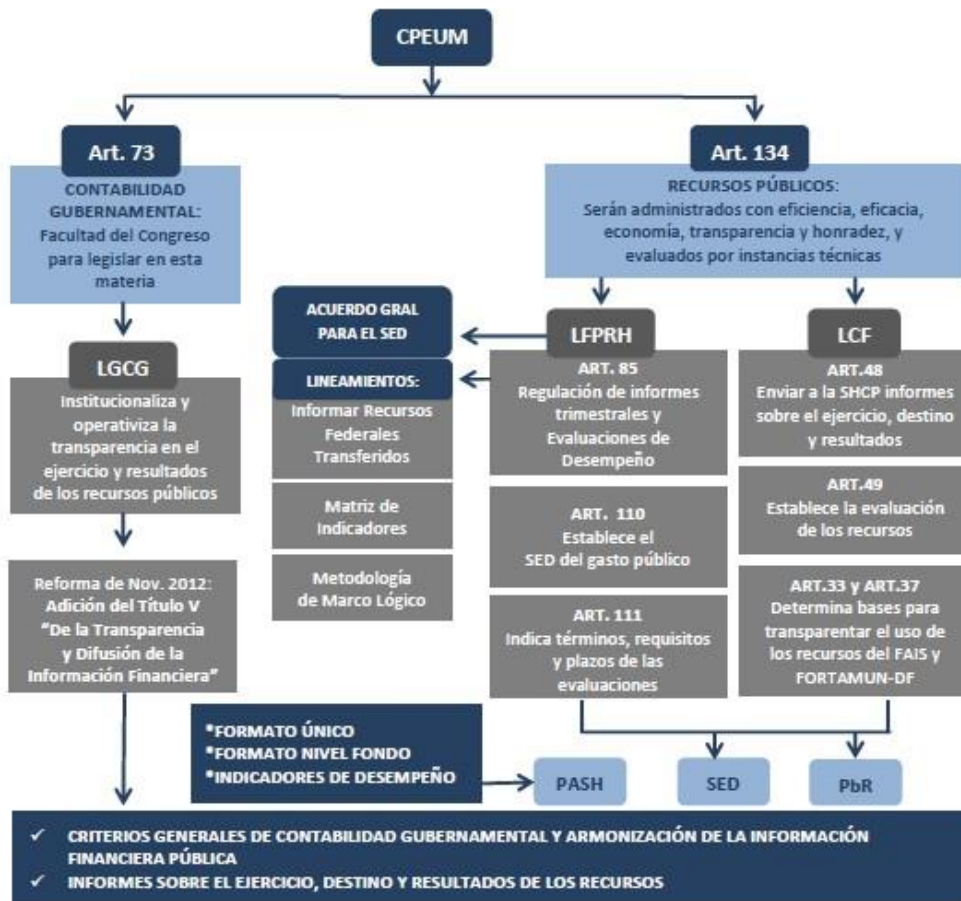 CPEUM
Art. 73
CONTABILIDAD
GUBERNAMENTAL:
Facultad del Congreso
para legislar en esta
materia
Art. 134
RECURSOS PÚBLICOS:
Serán administrados con eficiencia, eficacia,
economía, transparencia y honradez, y
evaluados por instancias técnicas
LGCG
Institucionaliza y
operativiza la
transparencia en el
ejercicio y resultados
de los recursos públicos
Reforma de Nov. 2012:
Adición del Título V
"De la Transparencia
y Difusión de la
Información Financiera"
ACUERDO GRAL
PARA EL SED
LINEAMIENTOS:
Informar Recursos
Federales
Transferidos
Matriz de
Indicadores
Metodología
de Marco Lógico
LFPRH
ART. 85
Regulación de informes
trimestrales y
Evaluaciones de
Desempeño
ART. 110
Establece el
SED del gasto público
ART. 111
Indica términos, requisitos
y plazos de las
evaluaciones
LCF
ART.48
Enviar a la SHCP informes
sobre el ejercicio, destino
y resultados
ART.49
Establece la evaluación
de los recursos
ART.33 y ART.37
Determina bases para
transparentar el uso de
los recursos del FAIS y
FORTAMUN-DF
*FORMATO ÚNICO
*FORMATO NIVEL FONDO
*INDICADORES DE DESEMPEÑO
PASH
SED
PbR
✓ CRITERIOS GENERALES DE CONTABILIDAD GUBERNAMENTAL Y ARMONIZACIÓN DE LA INFORMACIÓN
FINANCIERA PÚBLICA
✓ INFORMES SOBRE EL EJERCICIO, DESTINO Y RESULTADOS DE LOS RECURSOS